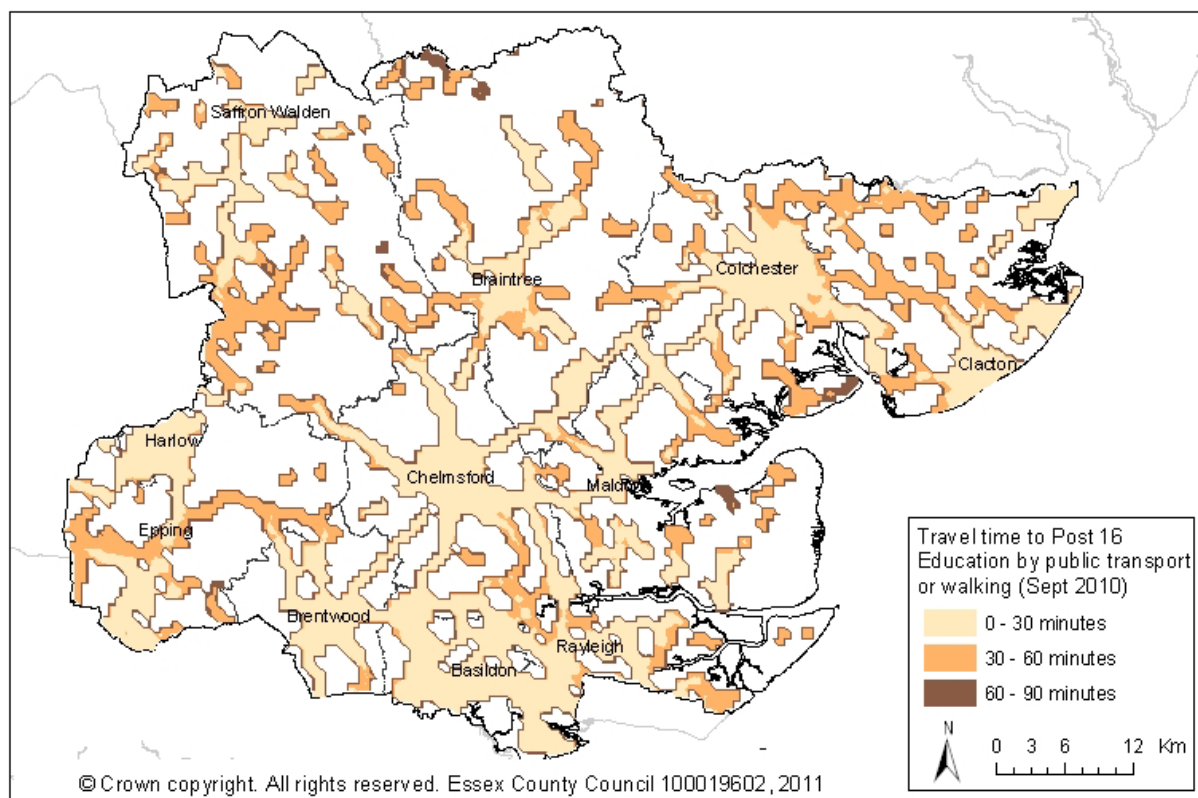 Saffron Walden
Colchester
Braintree
Clacton
Harlow
Chelmsford
Maldon
Epping
Brentwood
Rayleigh
Basildon
Travel time to Post 16
Education by public transport
or walking (Sept 2010)
0 - 30 minutes
30 - 60 minutes
60 - 90 minutes
N
0 3 6 12 Km
© Crown copyright. All rights reserved. Essex County Council 100019602, 2011